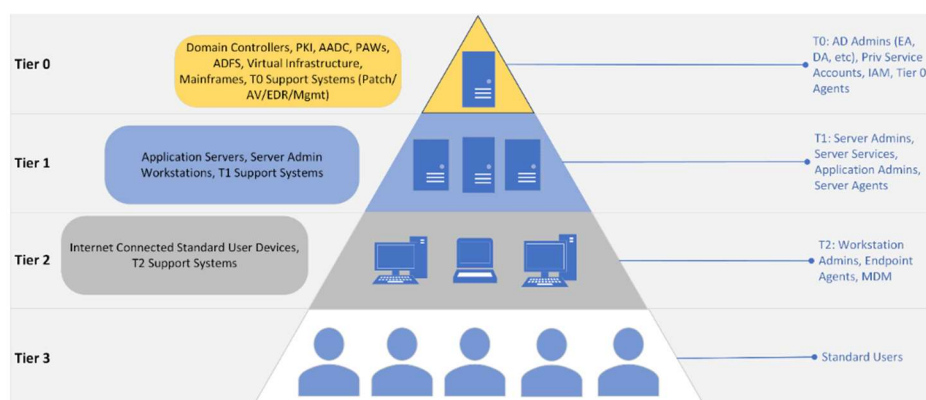 Tier 0
Domain Controllers, PKI, AADC, PAWs,
ADFS, Virtual Infrastructure,
Mainframes, T0 Support Systems (Patch/
AV/EDR/Mgmt)
T0: AD Admins (EA,
DA, etc), Priv Service
Accounts, IAM, Tier 0
Agents
Tier 1
Application Servers, Server Admin
Workstations, T1 Support Systems
T1: Server Admins,
Server Services,
Application Admins,
Server Agents
Tier 2
Internet Connected Standard User Devices,
T2 Support Systems
T2: Workstation
Admins, Endpoint
Agents, MDM
Tier 3
Standard Users